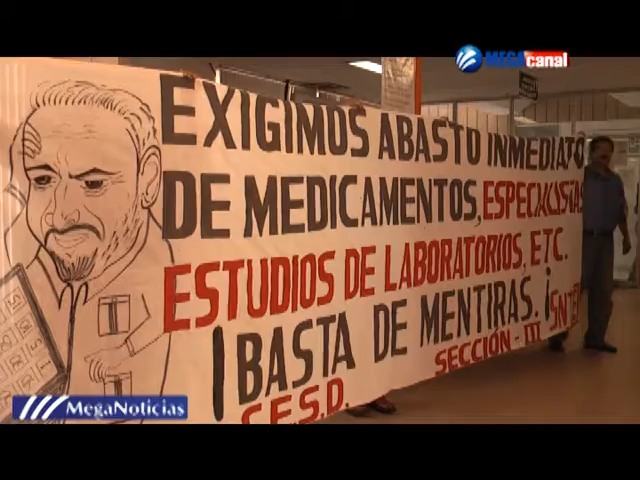 MEGAcanal
EXIGIMOS ABASTO INMEDIATO
DE MEDICAMENTOS, ESPECIALISTAS
ESTUDIOS DE LABORATORIOS, ETC.
¡BASTA DE MENTIRAS. ¡
SECCIÓN - III SNTE
C.E.S.D.
MegaNoticias